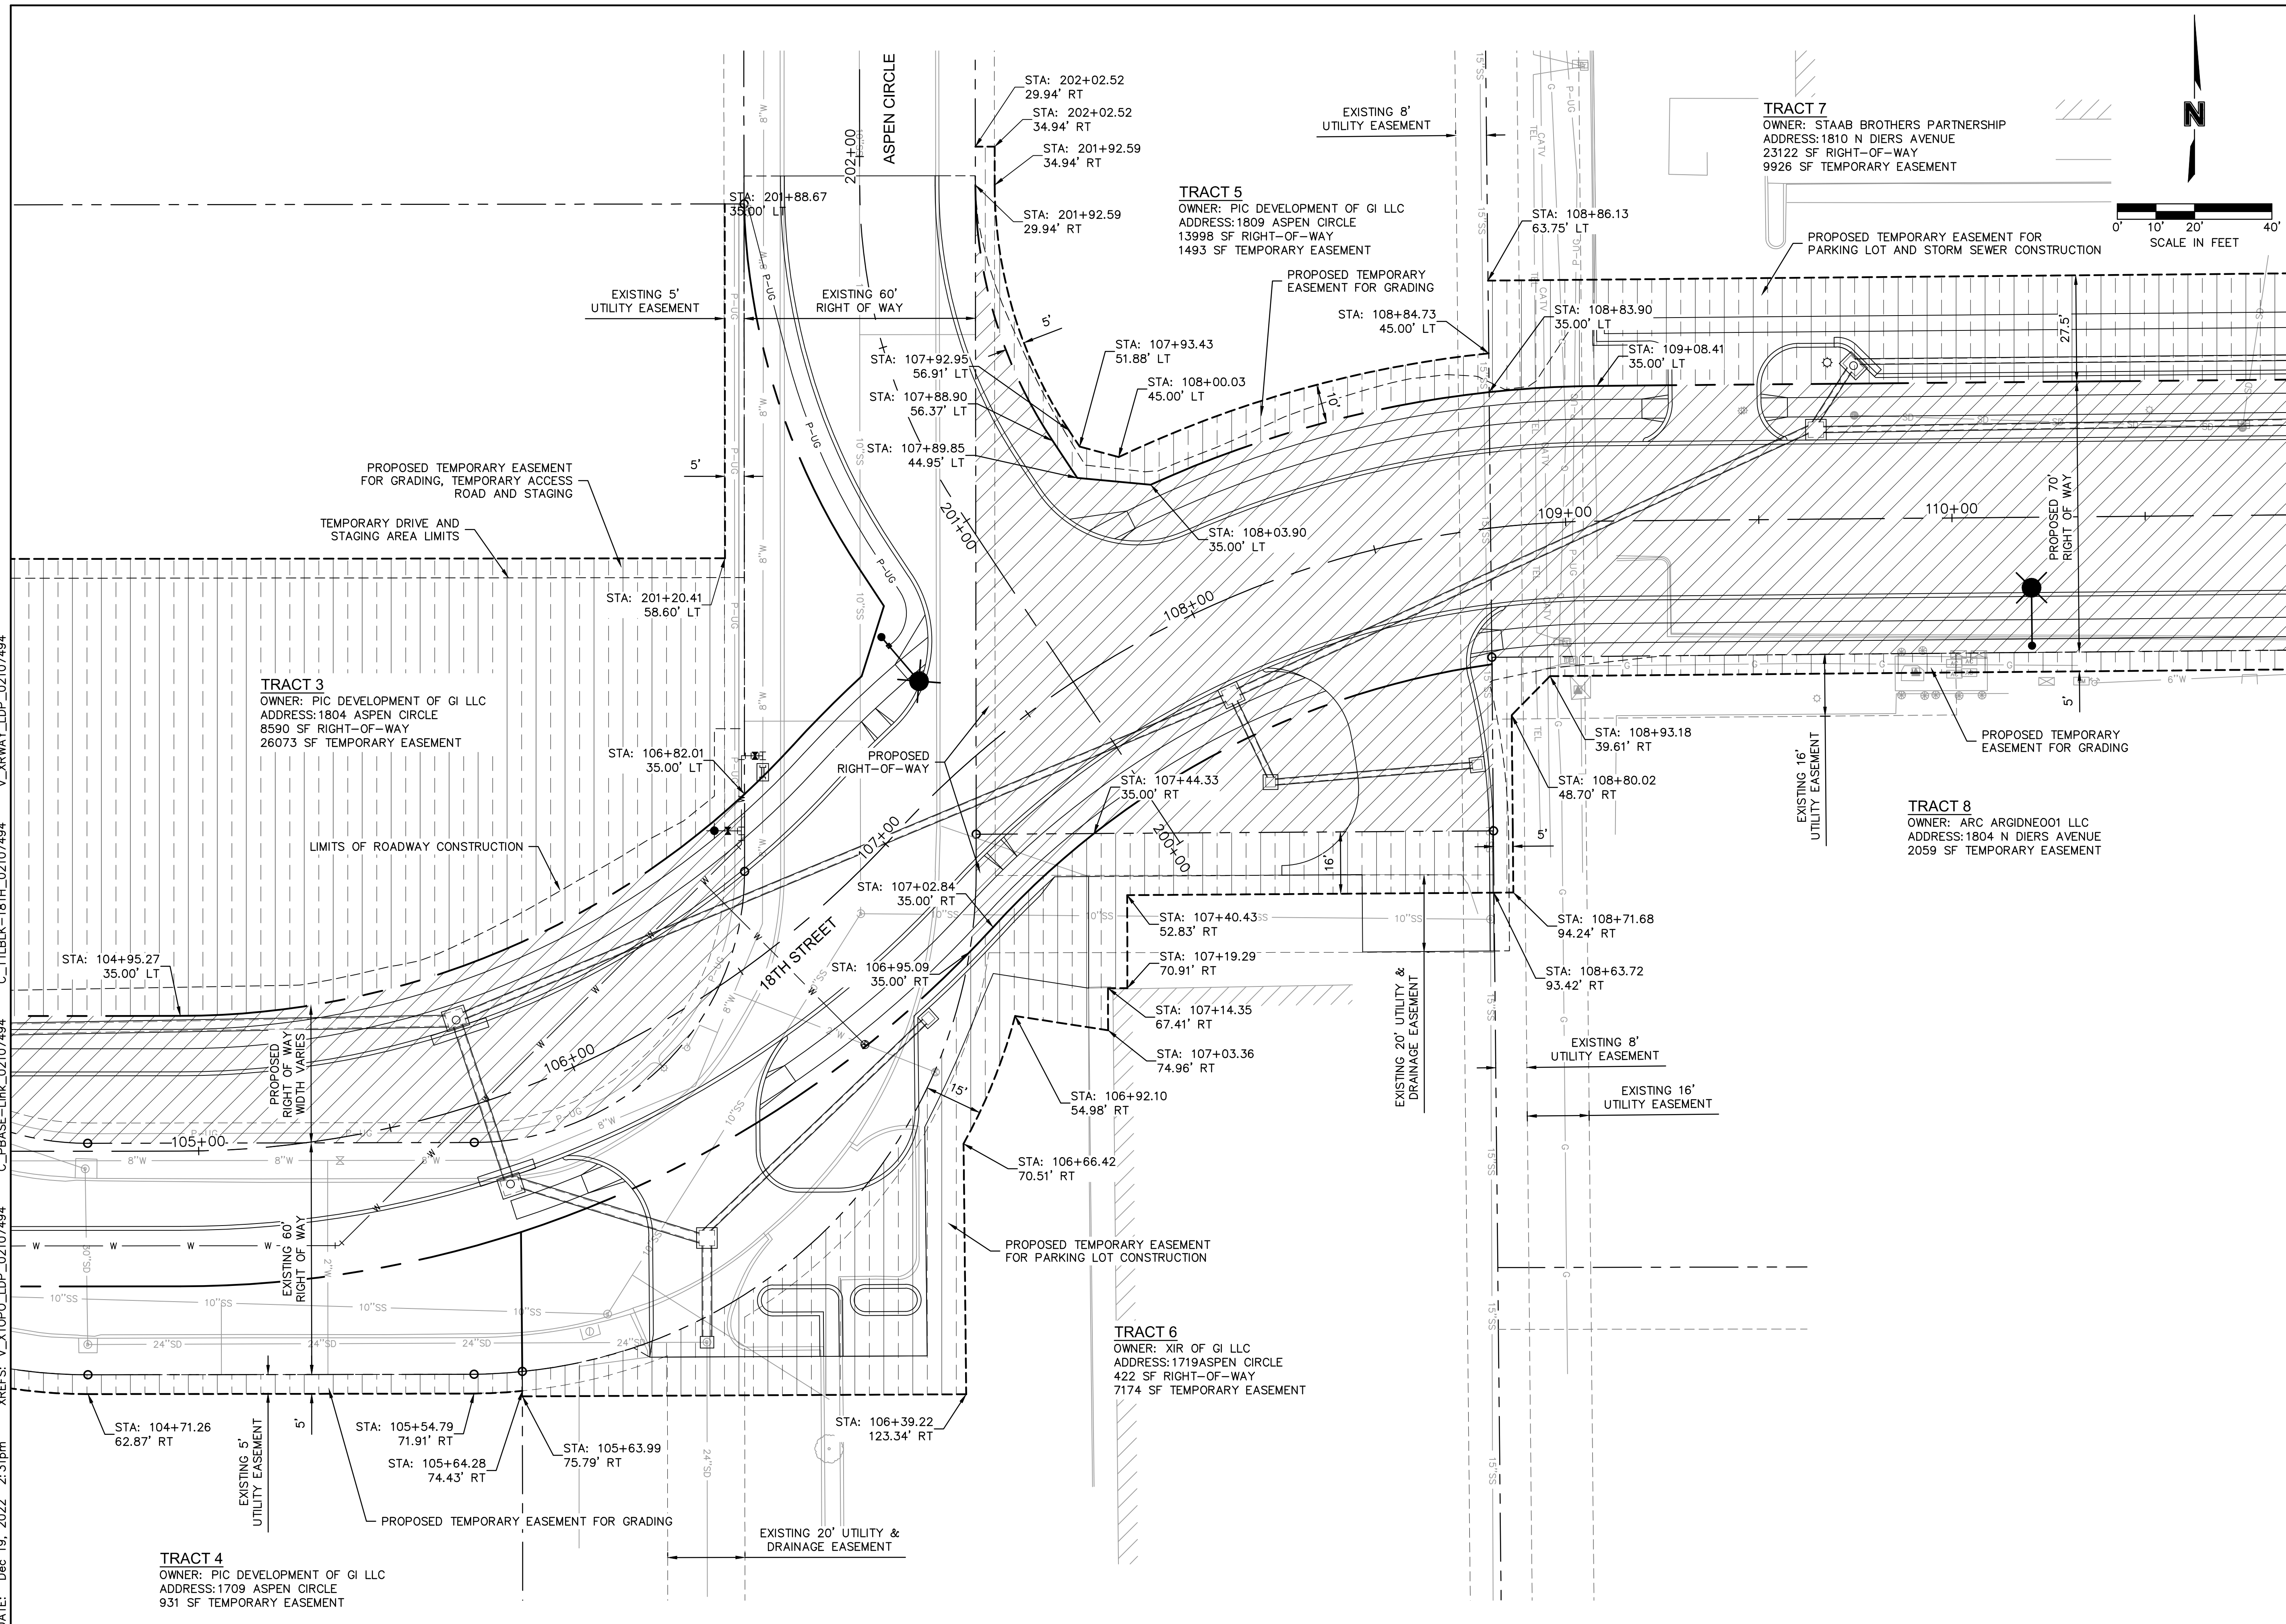 ASPEN CIRCLE
202+00
STA: 202+02.52
29.94' RT
STA: 202+02.52
34.94' RT
STA: 201+92.59
34.94' RT
STA: 201+92.59
29.94' RT
STA: 201+88.67
35.00' LT
EXISTING 8'
UTILITY EASEMENT
TRACT 7
OWNER: STAAB BROTHERS PARTNERSHIP
ADDRESS:1810 N DIERS AVENUE
23122 SF RIGHT-OF-WAY
9926 SF TEMPORARY EASEMENT
N
0' 10' 20' 40'
SCALE IN FEET
TRACT 5
OWNER: PIC DEVELOPMENT OF GI LLC
ADDRESS:1809 ASPEN CIRCLE
13998 SF RIGHT-OF-WAY
1493 SF TEMPORARY EASEMENT
STA: 108+86.13
63.75' LT
PROPOSED TEMPORARY EASEMENT FOR
PARKING LOT AND STORM SEWER CONSTRUCTION
PROPOSED TEMPORARY
EASEMENT FOR GRADING
EXISTING 5'
UTILITY EASEMENT
EXISTING 60'
RIGHT OF WAY
STA: 108+84.73
45.00' LT
STA: 108+83.90
35.00' LT
STA: 109+08.41
35.00' LT
27.5'
5'
STA: 107+93.43
51.88' LT
STA: 107+92.95
56.91' LT
STA: 108+00.03
45.00' LT
STA: 107+88.90
56.37' LT
10'
STA: 107+89.85
44.95' LT
PROPOSED TEMPORARY EASEMENT
FOR GRADING, TEMPORARY ACCESS
ROAD AND STAGING
5'
TEMPORARY DRIVE AND
STAGING AREA LIMITS
201+00
STA: 108+03.90
35.00' LT
109+00
110+00
PROPOSED 70'
RIGHT OF WAY
STA: 201+20.41
58.60' LT
108+00
TRACT 3
OWNER: PIC DEVELOPMENT OF GI LLC
ADDRESS:1804 ASPEN CIRCLE
8590 SF RIGHT-OF-WAY
26073 SF TEMPORARY EASEMENT
STA: 106+82.01
35.00' LT
PROPOSED
RIGHT-OF-WAY
STA: 107+44.33
35.00' RT
200+00
STA: 108+93.18
39.61' RT
STA: 108+80.02
48.70' RT
EXISTING 16'
UTILITY EASEMENT
5'
PROPOSED TEMPORARY
EASEMENT FOR GRADING
TRACT 8
OWNER: ARC ARGIDNE001 LLC
ADDRESS:1804 N DIERS AVENUE
2059 SF TEMPORARY EASEMENT
LIMITS OF ROADWAY CONSTRUCTION
107+00
16'
5'
STA: 107+02.84
35.00' RT
18TH STREET
STA: 107+40.43
52.83' RT
STA: 108+71.68
94.24' RT
STA: 104+95.27
35.00' LT
STA: 106+95.09
35.00' RT
STA: 107+19.29
70.91' RT
STA: 108+63.72
93.42' RT
STA: 107+14.35
67.41' RT
EXISTING 20' UTILITY &
DRAINAGE EASEMENT
PROPOSED
RIGHT OF WAY
WIDTH VARIES
106+00
STA: 107+03.36
74.96' RT
EXISTING 8'
UTILITY EASEMENT
15'
STA: 106+92.10
54.98' RT
EXISTING 16'
UTILITY EASEMENT
105+00
STA: 106+66.42
70.51' RT
EXISTING 60'
RIGHT OF WAY
PROPOSED TEMPORARY EASEMENT
FOR PARKING LOT CONSTRUCTION
TRACT 6
OWNER: XIR OF GI LLC
ADDRESS:1719ASPEN CIRCLE
422 SF RIGHT-OF-WAY
7174 SF TEMPORARY EASEMENT
STA: 104+71.26
62.87' RT
EXISTING 5'
UTILITY EASEMENT
5'
STA: 105+54.79
71.91' RT
STA: 105+64.28
74.43' RT
STA: 105+63.99
75.79' RT
STA: 106+39.22
123.34' RT
PROPOSED TEMPORARY EASEMENT FOR GRADING
EXISTING 20' UTILITY &
DRAINAGE EASEMENT
TRACT 4
OWNER: PIC DEVELOPMENT OF GI LLC
ADDRESS:1709 ASPEN CIRCLE
931 SF TEMPORARY EASEMENT